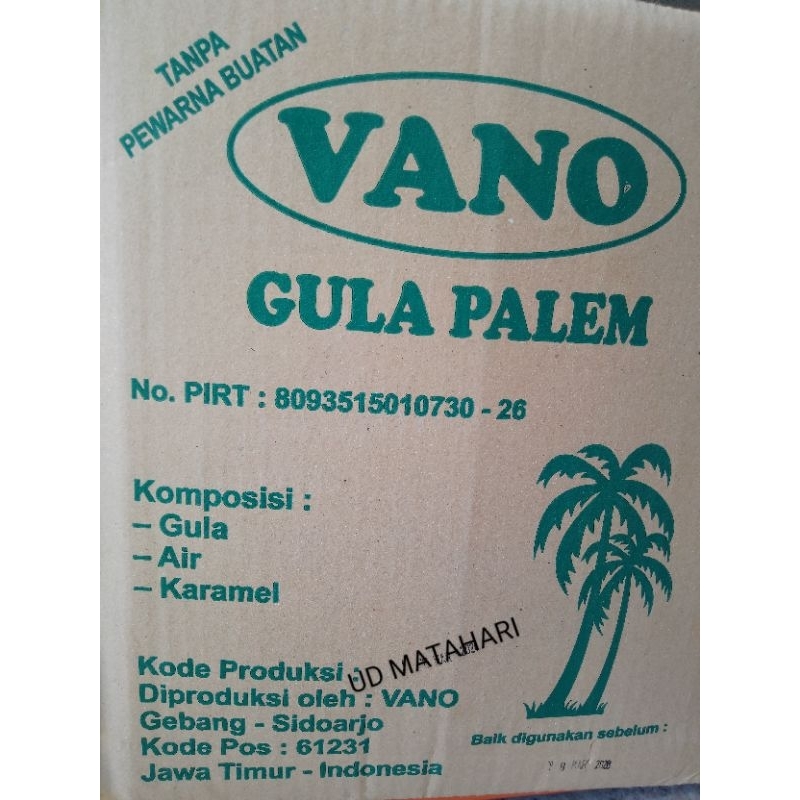 TANPA
PEWARNA BUATAN
VANO
GULA PALEM
No. PIRT : 8093515010730 - 26
Komposisi :
– Gula
– Air
– Karamel
UD MATAHARI
Kode Produksi :
Diproduksi oleh : VANO
Gebang - Sidoarjo
Kode Pos : 61231
Jawa Timur - Indonesia
Baik digunakan sebelum :